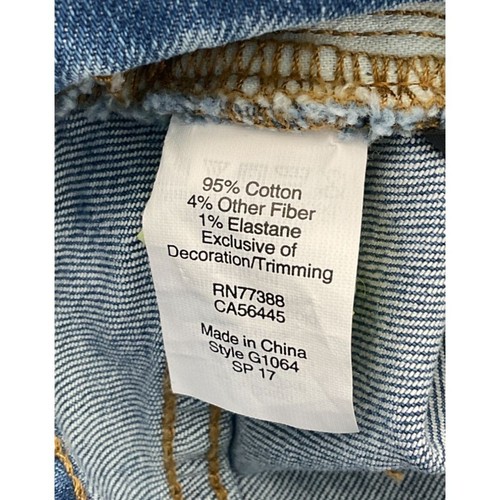 95% Cotton
4% Other Fiber
1% Elastane
Exclusive of
Decoration/Trimming
RN77388
CA56445
Made in China
Style G1064
SP 17